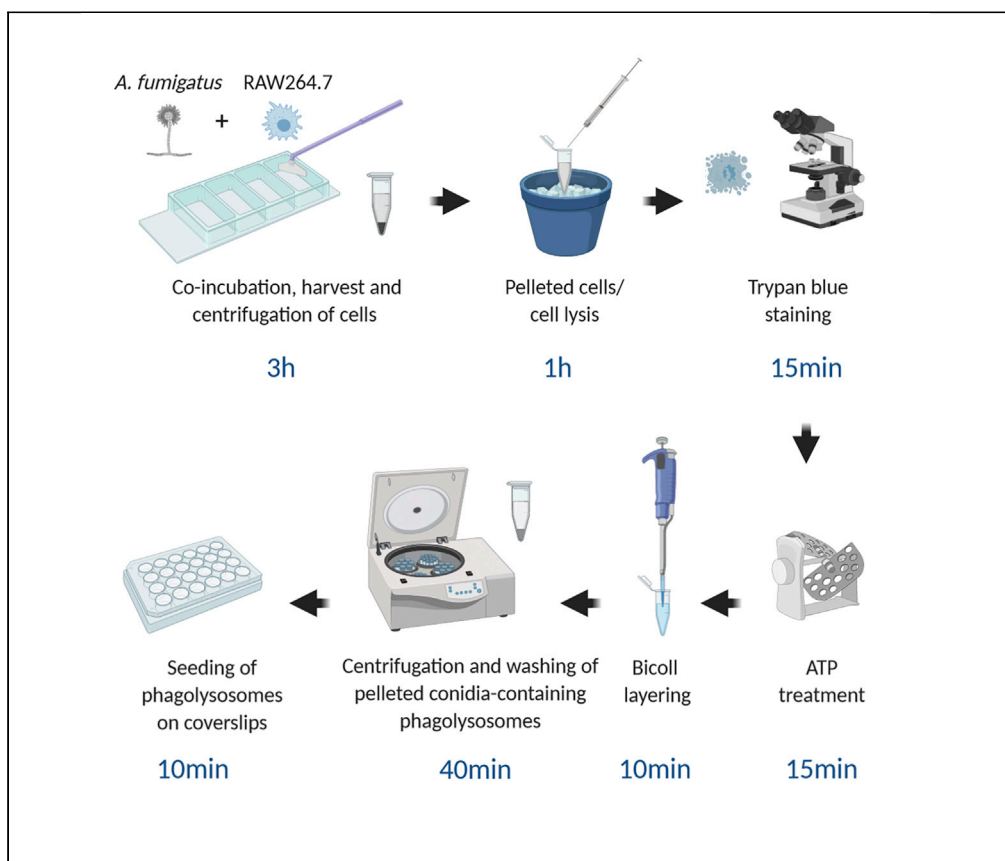 A. fumigatus RAW264.7
+
Co-incubation, harvest and
centrifugation of cells
3h
Pelleted cells/
cell lysis
1h
Trypan blue
staining
15min
ATP
treatment
15min
Bicoll
layering
10min
Centrifugation and washing of
pelleted conidia-containing
phagolysosomes
40min
Seeding of
phagolysosomes
on coverslips
10min